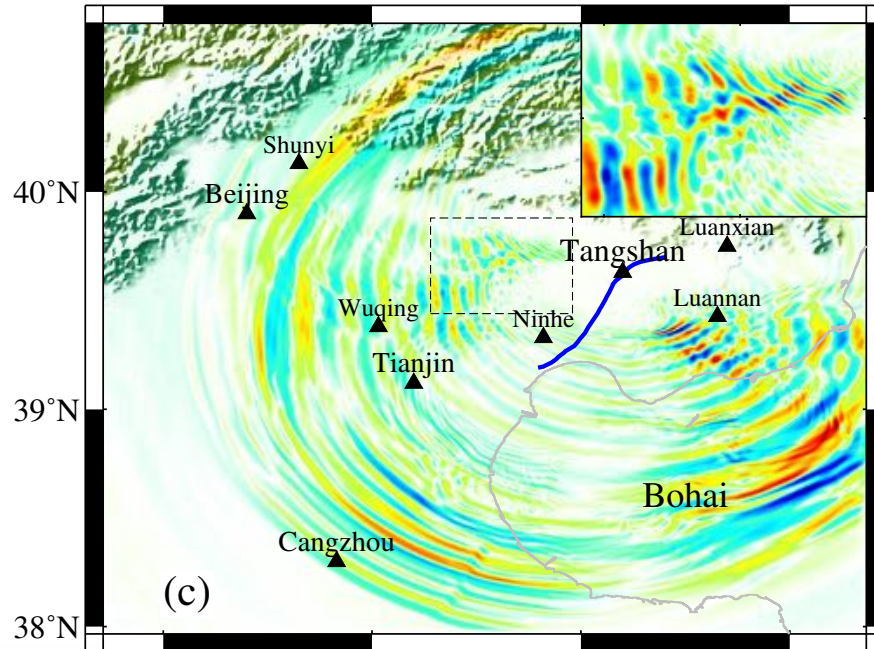 Shunyi
40°N
Beijing
Luanxian
Tangshan
Luannan
Wuqing
Ninhe
Tianjin
39°N
Bohai
Cangzhou
(c)
38°N